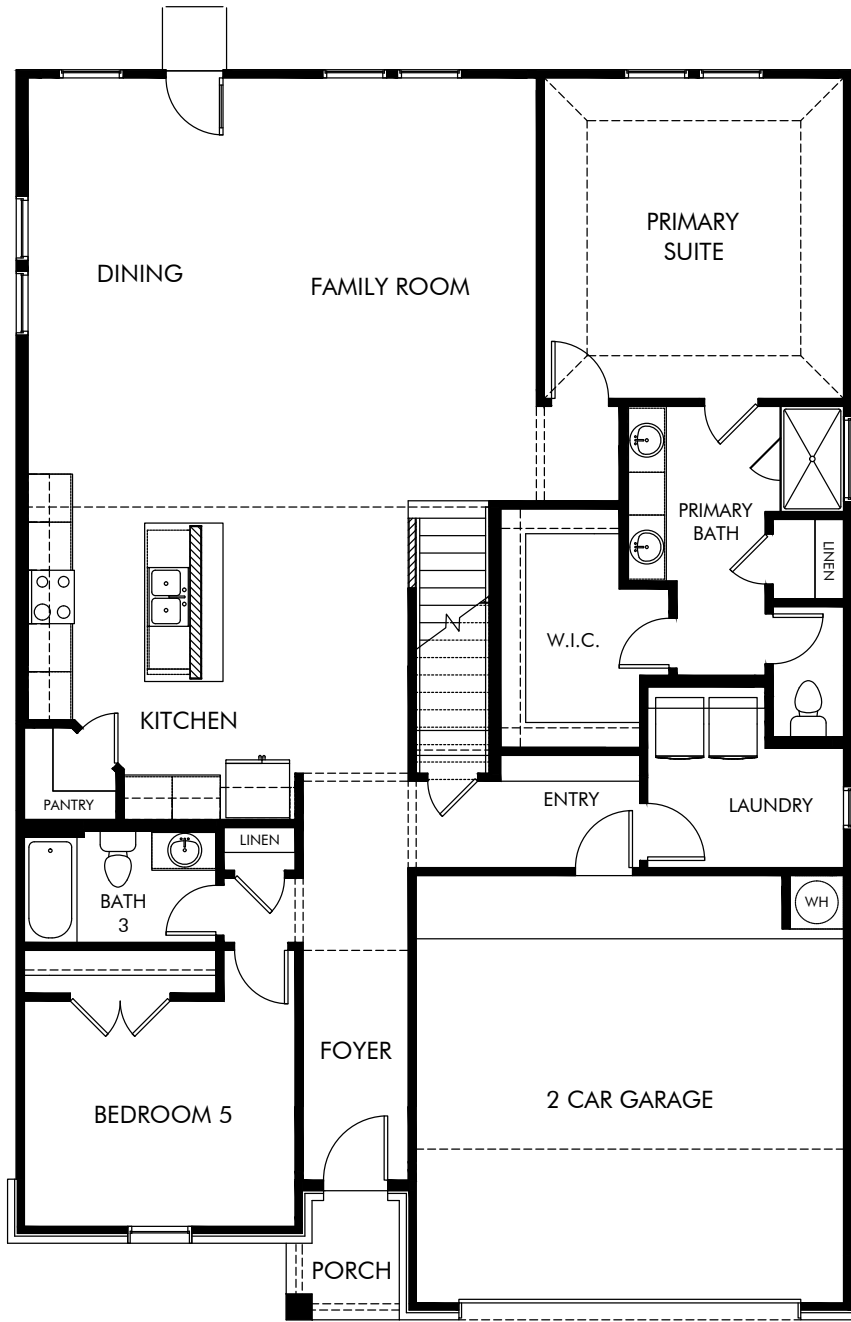 PRIMARY
SUITE
DINING
FAMILY ROOM
PRIMARY
BATH
LINEN
W.I.C.
KITCHEN
PANTRY
ENTRY
LAUNDRY
LINEN
BATH
3
WH
FOYER
BEDROOM 5
2 CAR GARAGE
PORCH